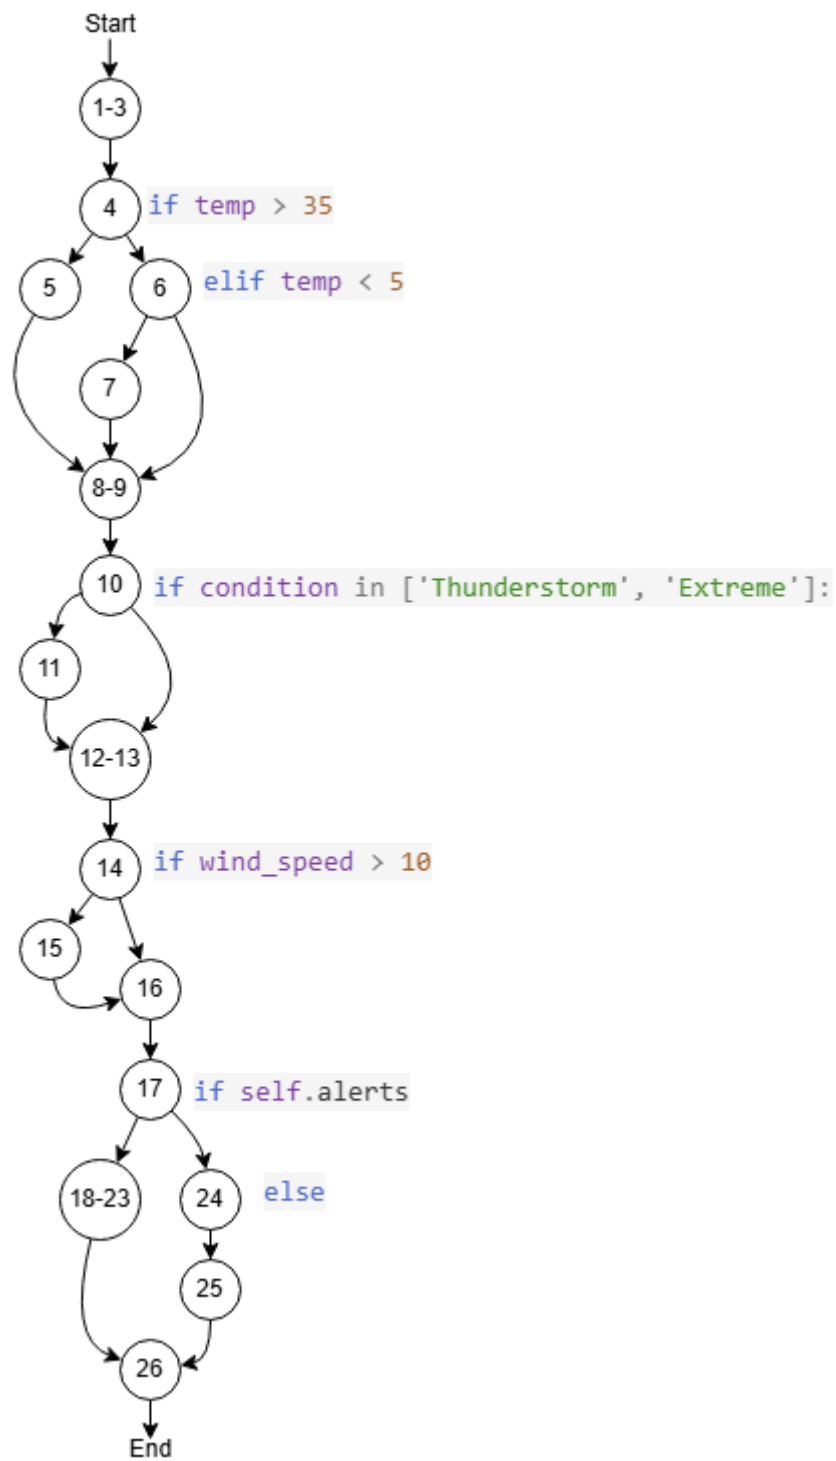 Start
1-3
4 if temp > 35
5
6 elif temp < 5
7
8-9
10 if condition in ['Thunderstorm', 'Extreme']:
11
12-13
14 if wind_speed > 10
15
16
17 if self.alerts
18-23
24 else
25
26
End